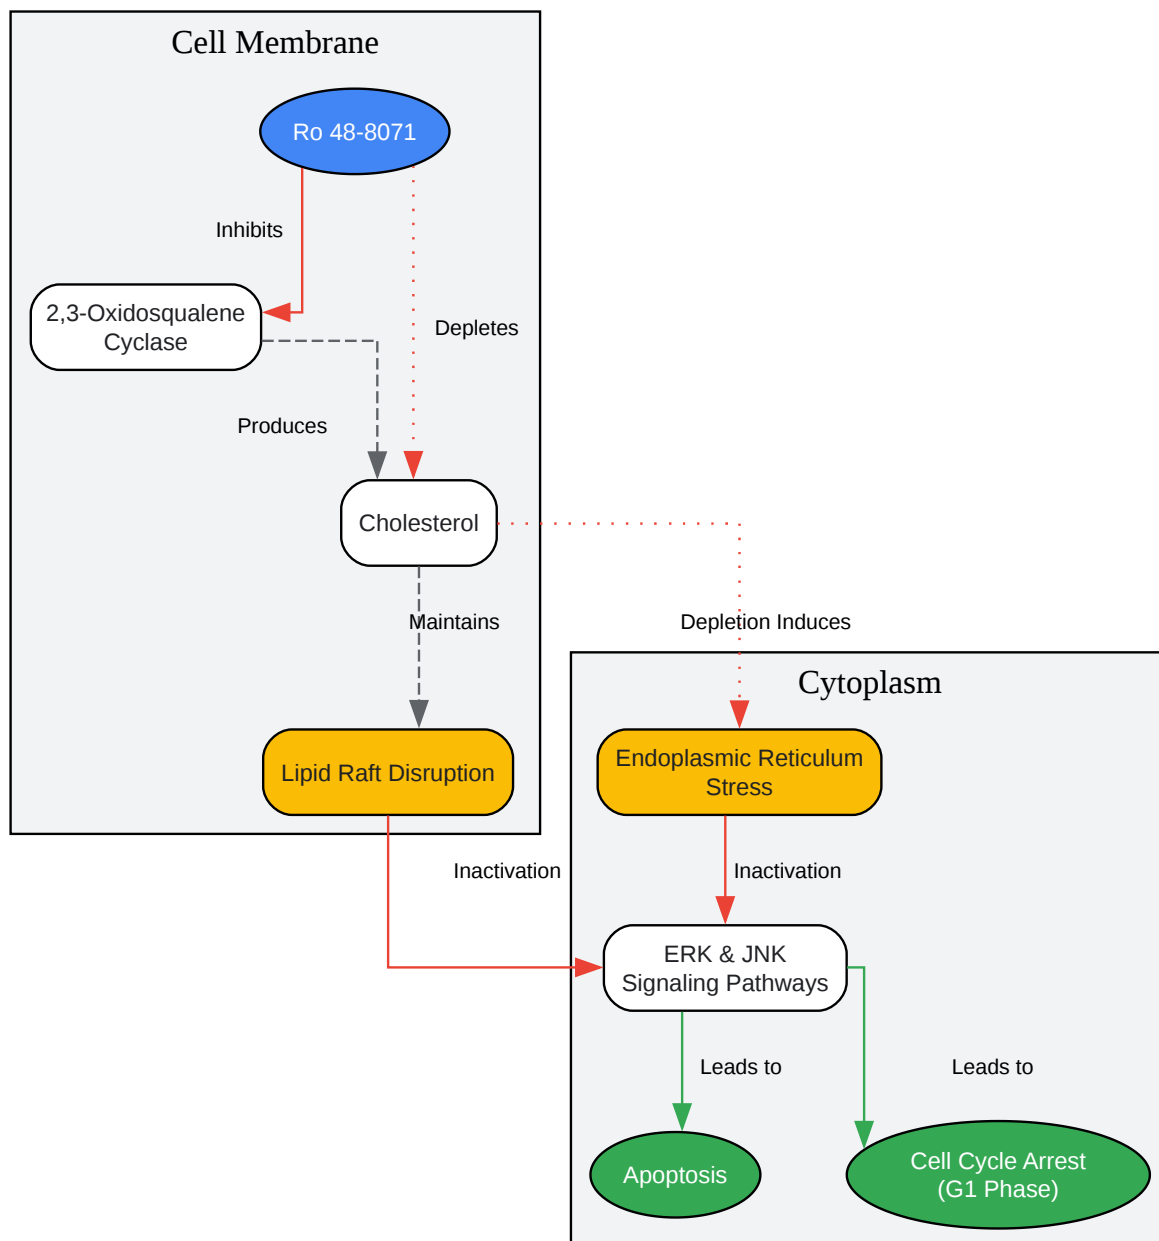 Cell Membrane
Ro 48-8071
Inhibits
2,3-Oxidosqualene
Cyclase
Depletes
Produces
Cholesterol
Maintains
Depletion Induces
Cytoplasm
Lipid Raft Disruption
Endoplasmic Reticulum
Stress
Inactivation
Inactivation
ERK & JNK
Signaling Pathways
Leads to
Leads to
Apoptosis
Cell Cycle Arrest
(G1 Phase)